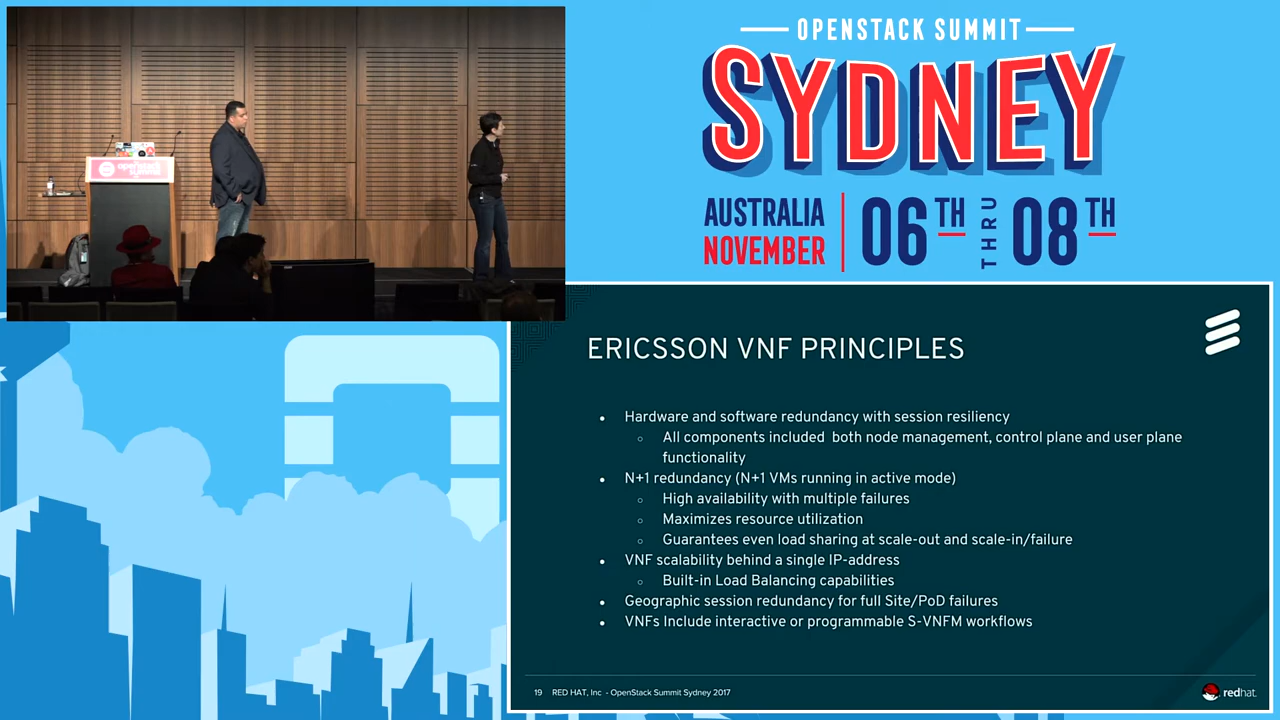 OPENSTACK SUMMIT
SYDNEY
AUSTRALIA
NOVEMBER
06TH THRU 08TH
openstack
summit
ERICSSON VNF PRINCIPLES
• Hardware and software redundancy with session resiliency
○ All components included both node management, control plane and user plane
functionality
• N+1 redundancy (N+1 VMs running in active mode)
○ High availability with multiple failures
○ Maximizes resource utilization
○ Guarantees even load sharing at scale-out and scale-in/failure
• VNF scalability behind a single IP-address
○ Built-in Load Balancing capabilities
• Geographic session redundancy for full Site/PoD failures
• VNFs Include interactive or programmable S-VNFM workflows
19 RED HAT, Inc - OpenStack Summit Sydney 2017
redhat.